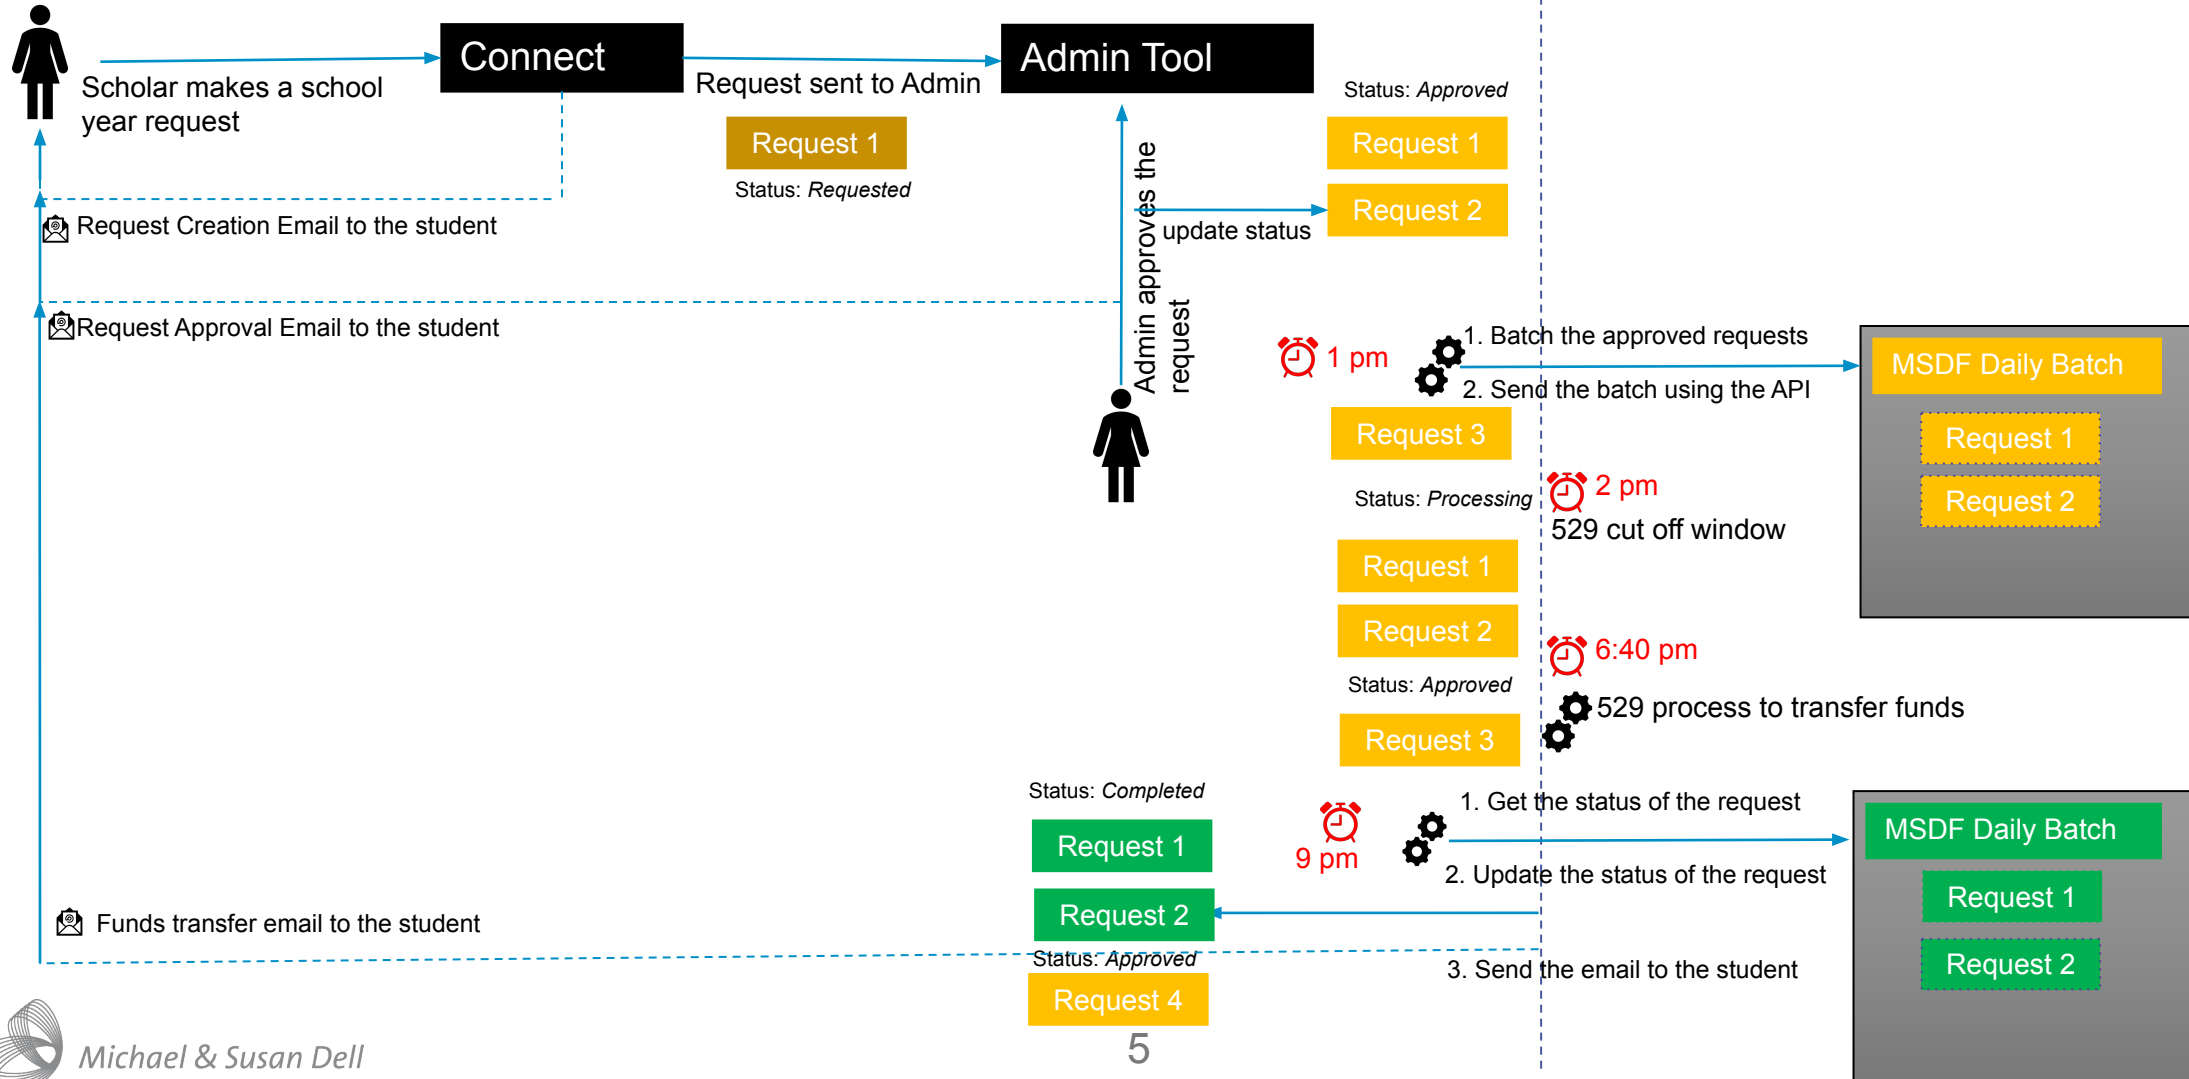 Connect
Admin Tool
Scholar makes a school
year request
Request sent to Admin
Request 1
Status: Requested
Status: Approved
Request 1
Request 2
update status
Admin approves the
request
Request Creation Email to the student
Request Approval Email to the student
1 pm
1. Batch the approved requests
2. Send the batch using the API
MSDF Daily Batch
Request 1
Request 2
Request 3
2 pm
529 cut off window
Status: Processing
Request 1
Request 2
6:40 pm
529 process to transfer funds
Status: Approved
Request 3
Status: Completed
Request 1
Request 2
9 pm
1. Get the status of the request
2. Update the status of the request
3. Send the email to the student
MSDF Daily Batch
Request 1
Request 2
Funds transfer email to the student
Status: Approved
Request 4
Michael & Susan Dell
5